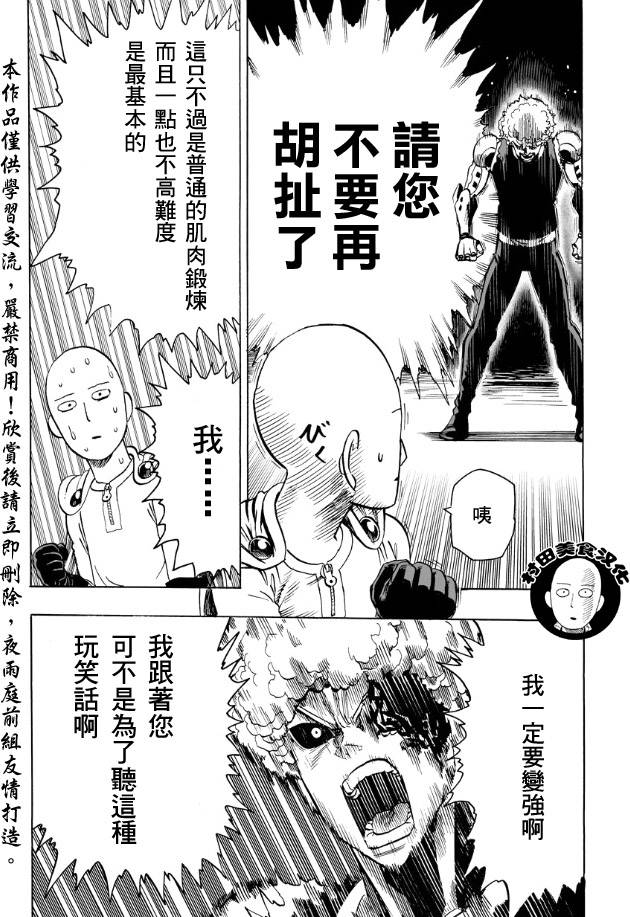 請您
不要再
胡扯了
咦
びく
這只不過是普通的肌肉鍛煉
而且一點也不高難度
是最基本的
我……
我一定要變強啊
我跟著您
可不是為了聽這種
玩笑話啊
村田美食汉化
本作品僅供學習交流，嚴禁商用！欣賞後請立即刪除，夜雨庭前組友情打造。